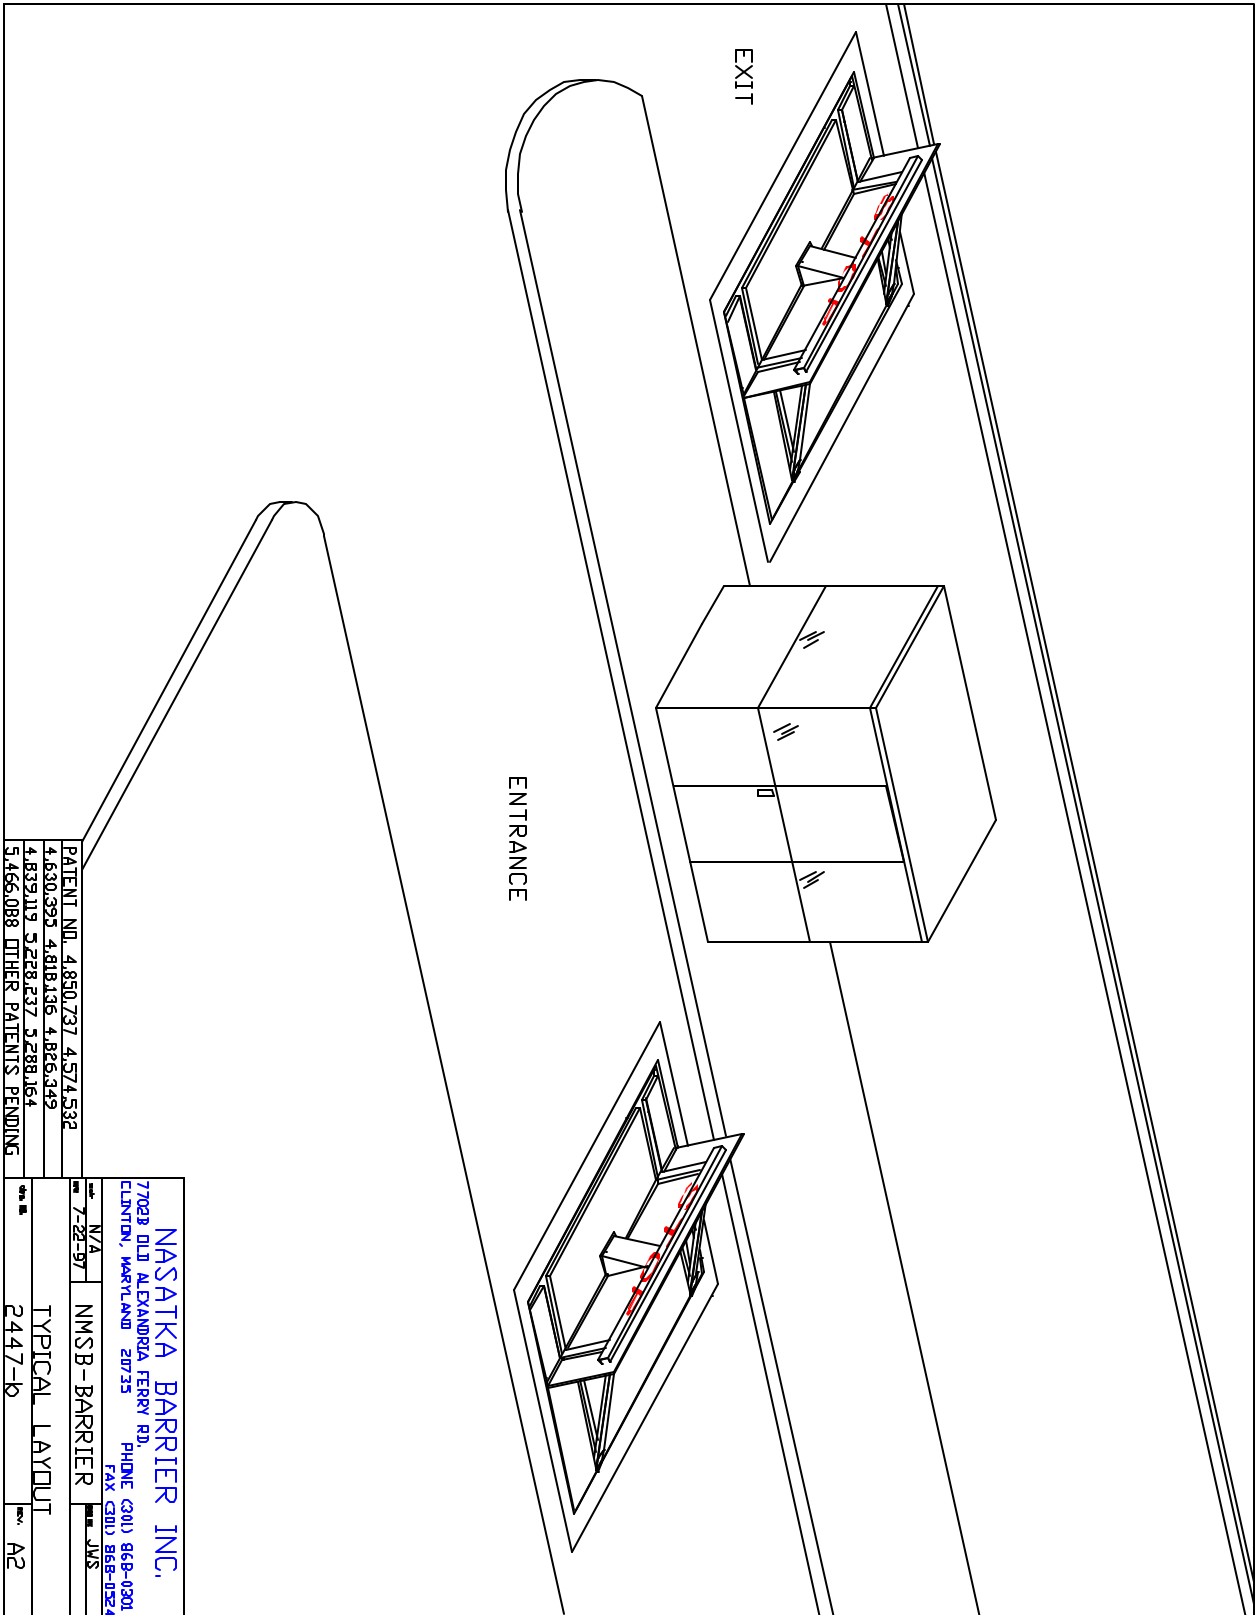 EXIT
ENTRANCE
PATENT NO. 4,850,737 4,574,532
4,630,395 4,818,136 4,826,349
4,839,119 5,228,237 5,288,164
5,466,088 OTHER PATENTS PENDING
NASATKA BARRIER INC.
7702B OLD ALEXANDRIA FERRY RD.
CLINTON, MARYLAND 20735 PHONE (301) 868-0301
FAX (301) 868-0524
N/A
7-22-97
NMSB-BARRIER
JWS
TYPICAL LAYOUT
2447-b
REV. A2